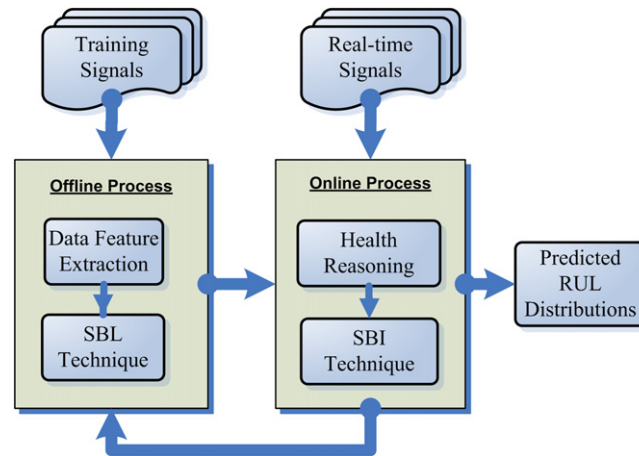 Training
Signals
Real-time
Signals
Offline Process
Data Feature
Extraction
SBL
Technique
Online Process
Health
Reasoning
SBI
Technique
Predicted
RUL
Distributions